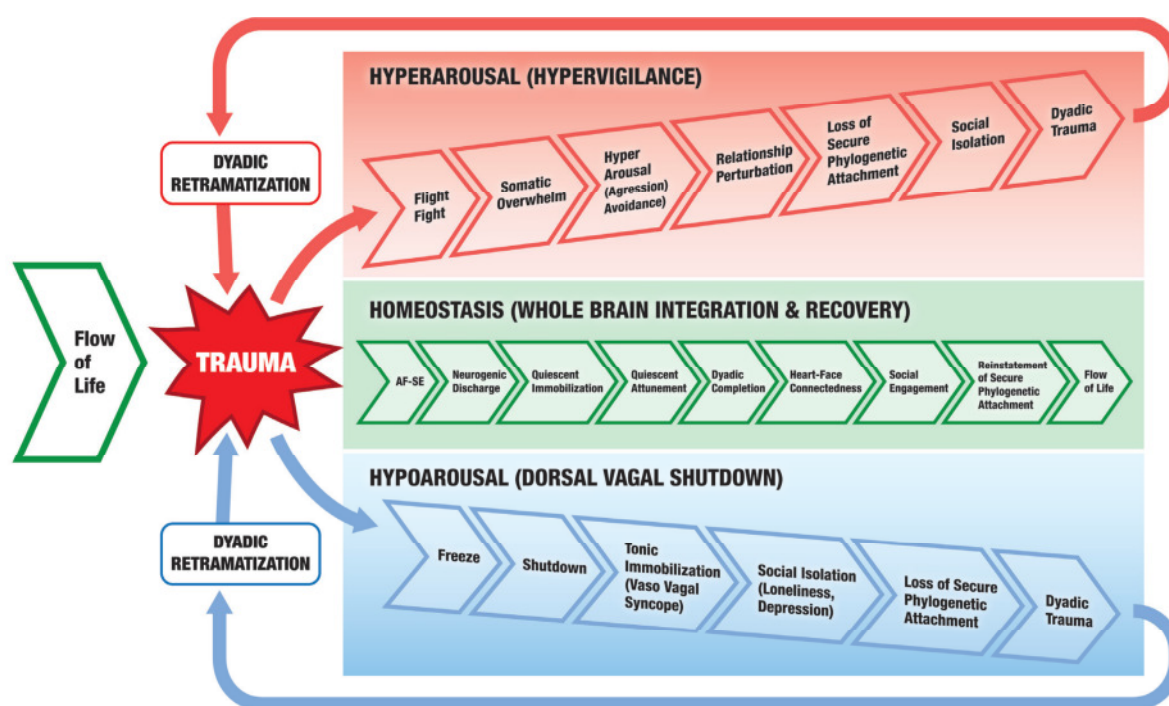 HYPERAROUSAL (HYPERVIGILANCE)
Flight
Fight
Somatic
Overwhelm
Hyper
Arousal
(Agression)
Avoidance)
Relationship
Perturbation
Loss of
Secure
Phylogenetic
Attachment
Social
Isolation
Dyadic
Trauma
DYADIC
RETRAMATIZATION
Flow
of
Life
TRAUMA
HOMEOSTASIS (WHOLE BRAIN INTEGRATION & RECOVERY)
AF-SE
Neurogenic
Discharge
Quiescent
Immobilization
Quiescent
Attunement
Dyadic
Completion
Heart-Face
Connectedness
Social
Engagement
Reinstatement
of Secure
Phylogenetic
Attachment
Flow
of Life
DYADIC
RETRAMATIZATION
HYPOAROUSAL (DORSAL VAGAL SHUTDOWN)
Freeze
Shutdown
Tonic
Immobilization
(Vaso Vagal
Syncope)
Social Isolation
(Loneliness,
Depression)
Loss of Secure
Phylogenetic
Attachment
Dyadic
Trauma